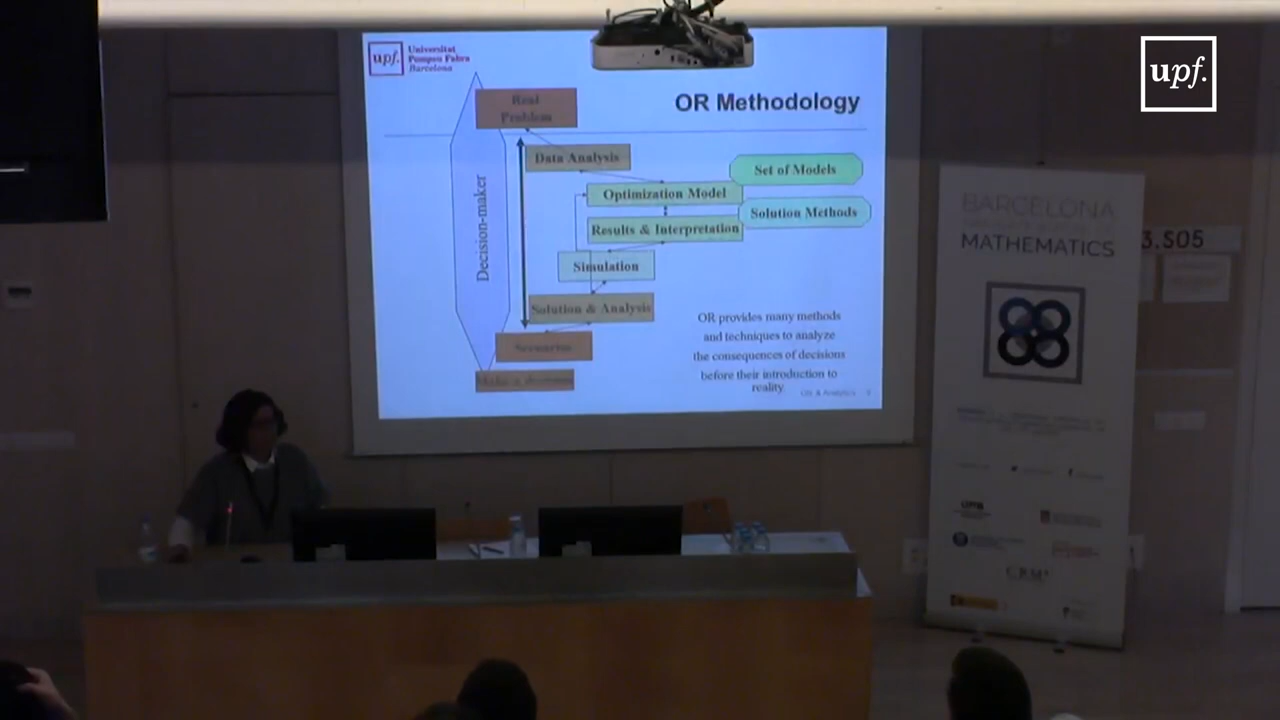 upf.
Universitat
Pompeu Fabra
Barcelona
upf.
Real
Problem
OR Methodology
Data Analysis
Set of Models
Optimization Model
Solution Methods
Results & Interpretation
Simulation
Solution & Analysis
Scenarios
Make a decision
Decision-maker
OR provides many methods
and techniques to analyze
the consequences of decisions
before their introduction to
reality
BARCELONA
MATHEMATICS
3.S05
CRM